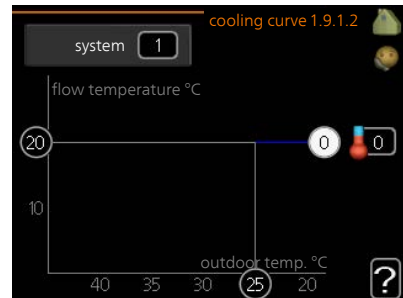 cooling curve 1.9.1.2
system 1
flow temperature °C
20 0 0
10
outdoor temp. °C
40 35 30 25 20
?